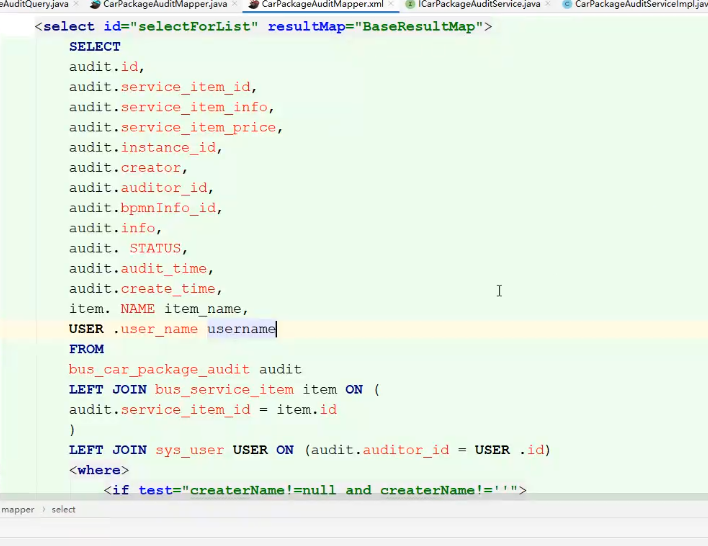 eAuditQuery.java × CarPackageAuditMapper.java × CarPackageAuditMapper.xml × ICarPackageAuditService.java × CarPackageAuditServiceImpl.jav
<select id="selectForList" resultMap="BaseResultMap">
SELECT
audit.id,
audit.service_item_id,
audit.service_item_info,
audit.service_item_price,
audit.instance_id,
audit.creator,
audit.auditor_id,
audit.bpmnInfo_id,
audit.info,
audit. STATUS,
audit.audit_time,
audit.create_time,
item. NAME item_name,
USER .user_name username
FROM
bus_car_package_audit audit
LEFT JOIN bus_service_item item ON (
audit.service_item_id = item.id
)
LEFT JOIN sys_user USER ON (audit.auditor_id = USER .id)
<where>
<if test="createrName!=null and createrName!=''">
mapper › select